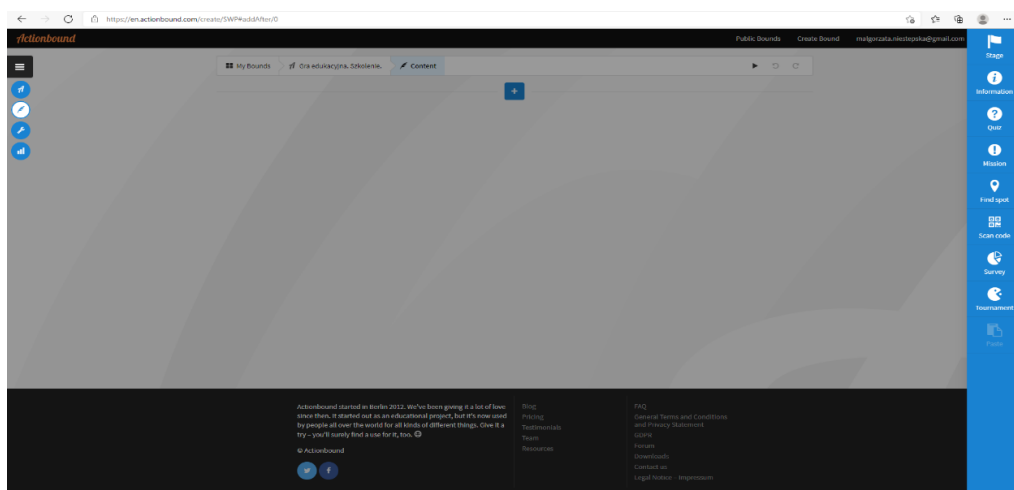 https://en.actionbound.com/create/SWP#addAfter/0
Actionbound
Public Bounds
Create Bound
malgorzata.niestepska@gmail.com
My Bounds
Gra edukacyjna. Szkolenie.
Content
Stage
Information
Quiz
Mission
Find spot
Scan code
Survey
Tournament
Paste
Actionbound started in Berlin 2012. We've been giving it a lot of love
since then. It started out as an educational project, but it's now used
by people all over the world for all kinds of different things. Give it a
try – you'll surely find a use for it, too.
© Actionbound
Blog
Pricing
Testimonials
Team
Resources
FAQ
General Terms and Conditions
and Privacy Statement
GDPR
Forum
Downloads
Contact us
Legal Notice – Impressum